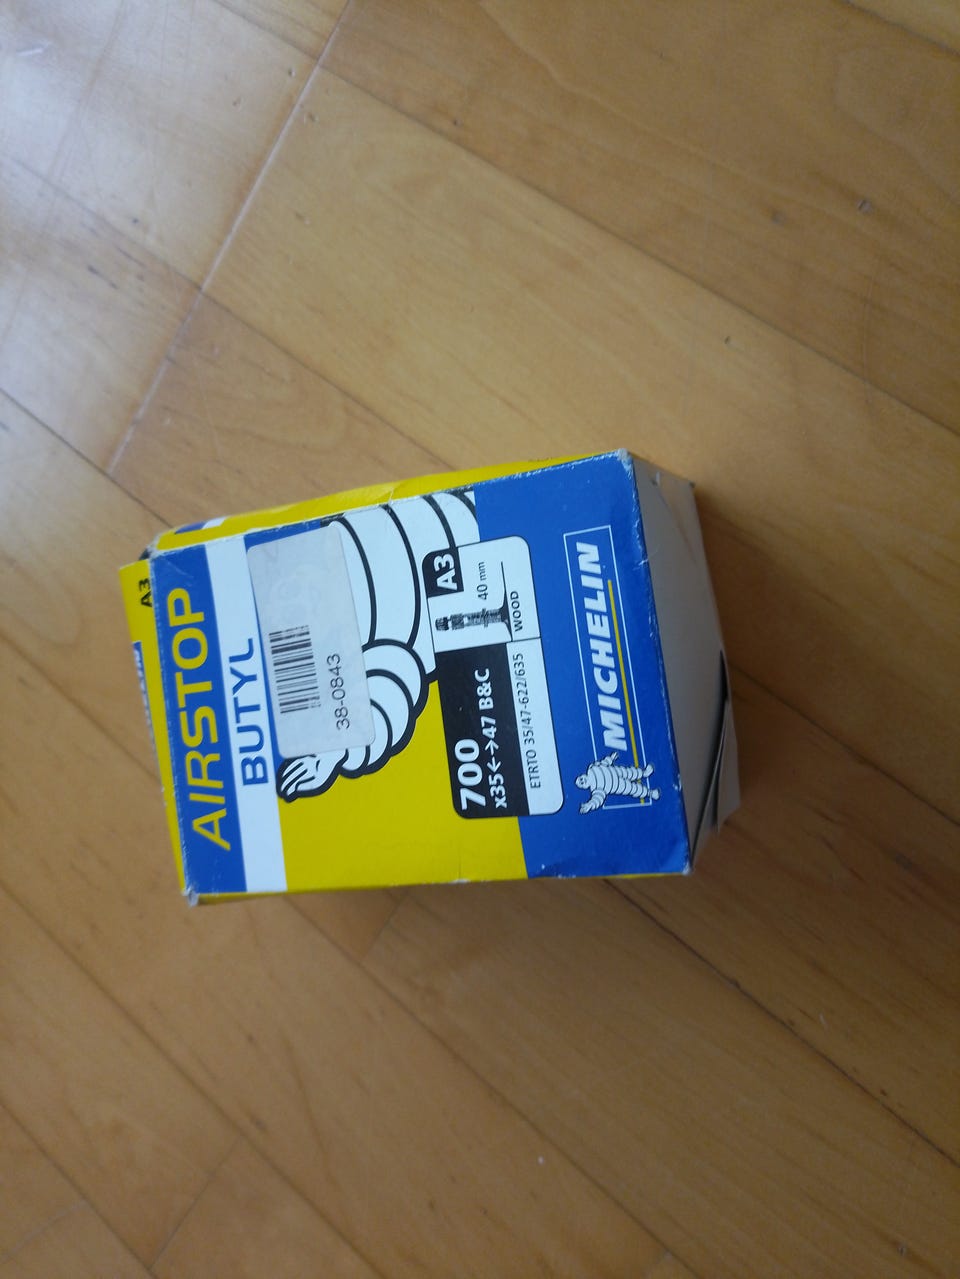 AIRSTOP
BUTYL
38-0843
A3
40 mm
WOOD
700
x35↔47 B&C
ETRTO 35/47-622/635
MICHELIN
A3